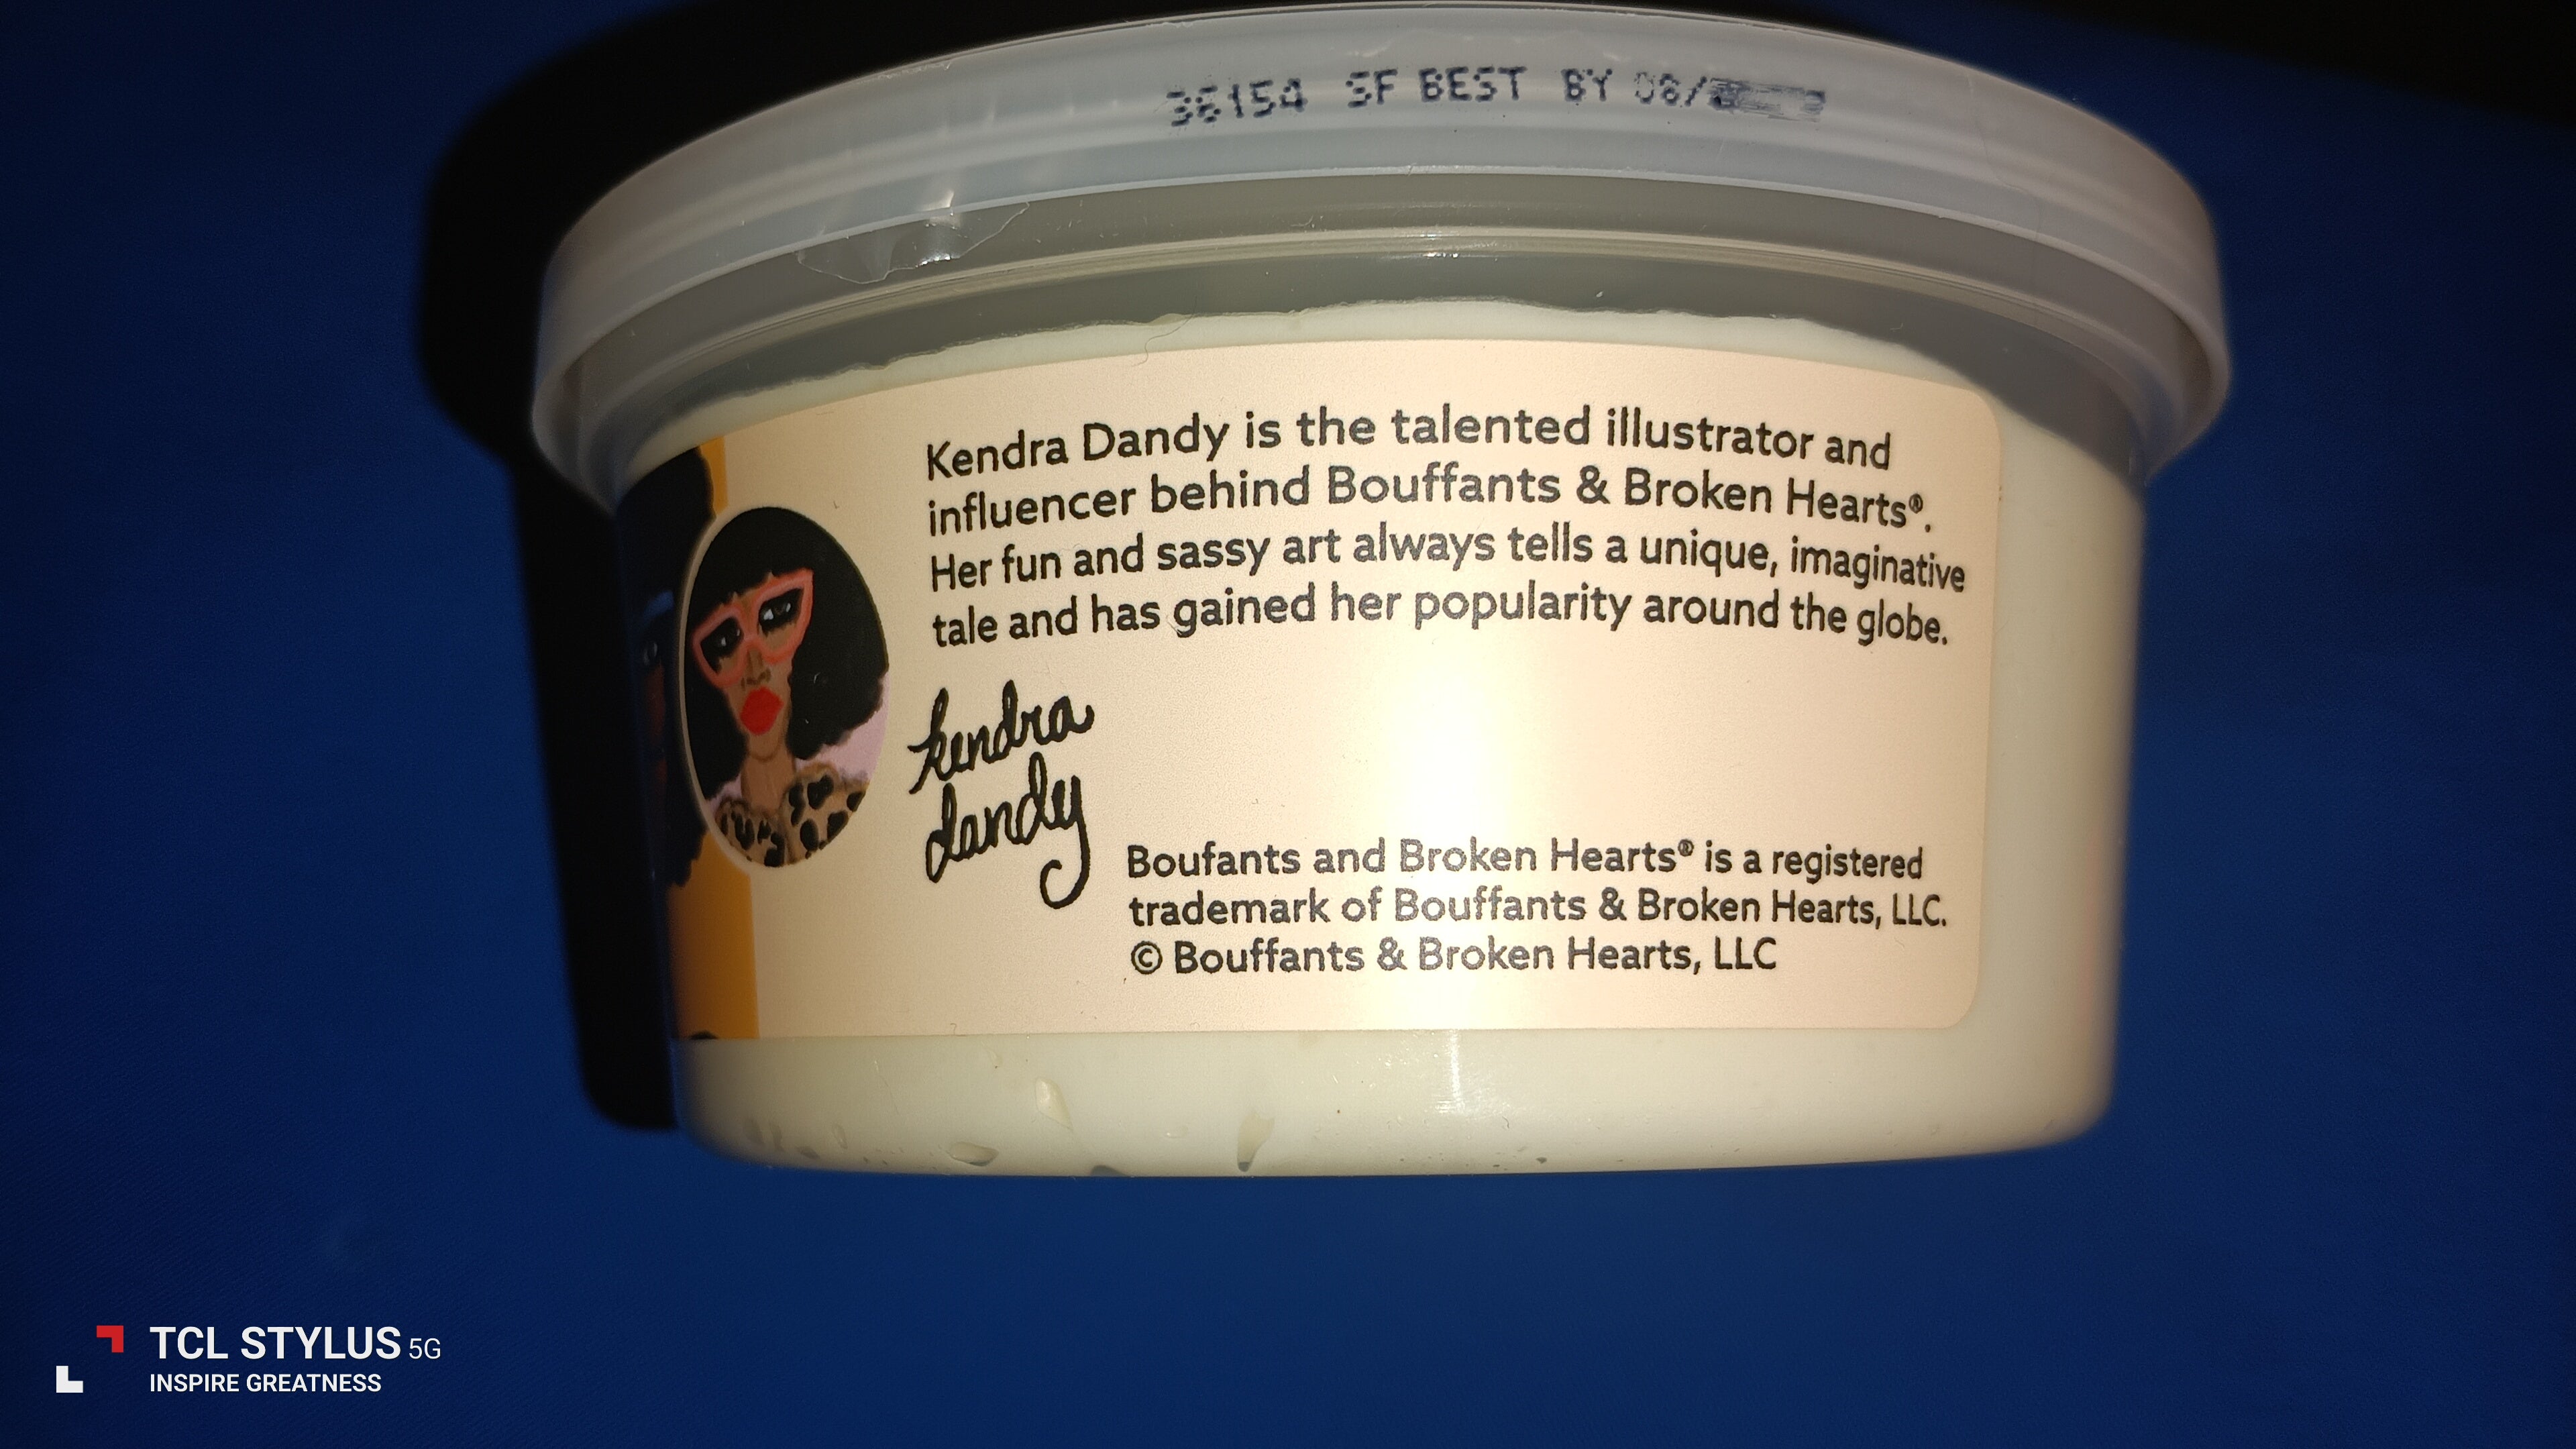 36154 SF BEST BY 08/
Kendra Dandy is the talented illustrator and
influencer behind Bouffants & Broken Hearts®.
Her fun and sassy art always tells a unique, imaginative
tale and has gained her popularity around the globe.
kendra
dandy
Boufants and Broken Hearts® is a registered
trademark of Bouffants & Broken Hearts, LLC.
© Bouffants & Broken Hearts, LLC
TCL STYLUS 5G
INSPIRE GREATNESS